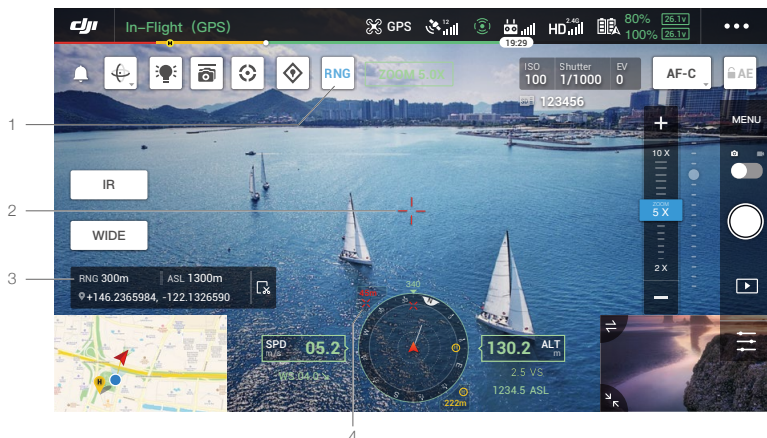 dji In-Flight (GPS) GPS 12 HD 2.4G 80% 26.1v
100% 26.1v
H 19:29
RNG ZOOM 5.0X ISO 100 Shutter 1/1000 EV 0 AF-C AE
123456
1
MENU
10 X
IR
2
ZOOM
5 X
WIDE
2 X
3
RNG 300m ASL 1300m
+146.2365984, -122.1326590
340
N
SPD m/s 05.2 130.2 ALT m
WS 04.0
2.5 VS
1234.5 ASL
H
222m
4